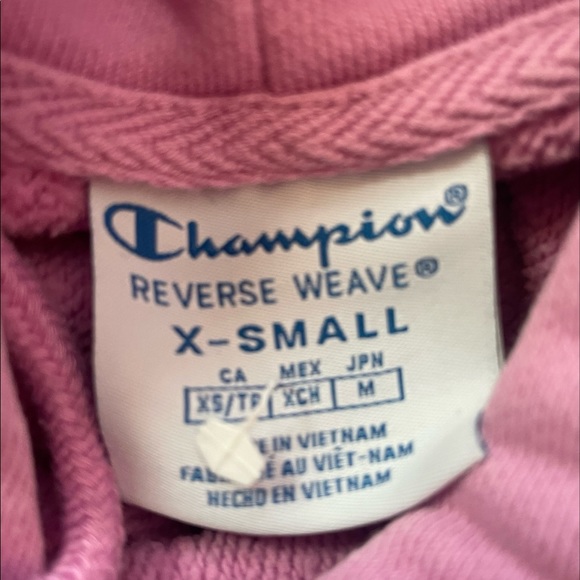 Champion®
REVERSE WEAVE®
X-SMALL
CA MEX JPN
XS/TP XCH M
IN VIETNAM
AU VIÊT-NAM
HECHO EN VIETNAM